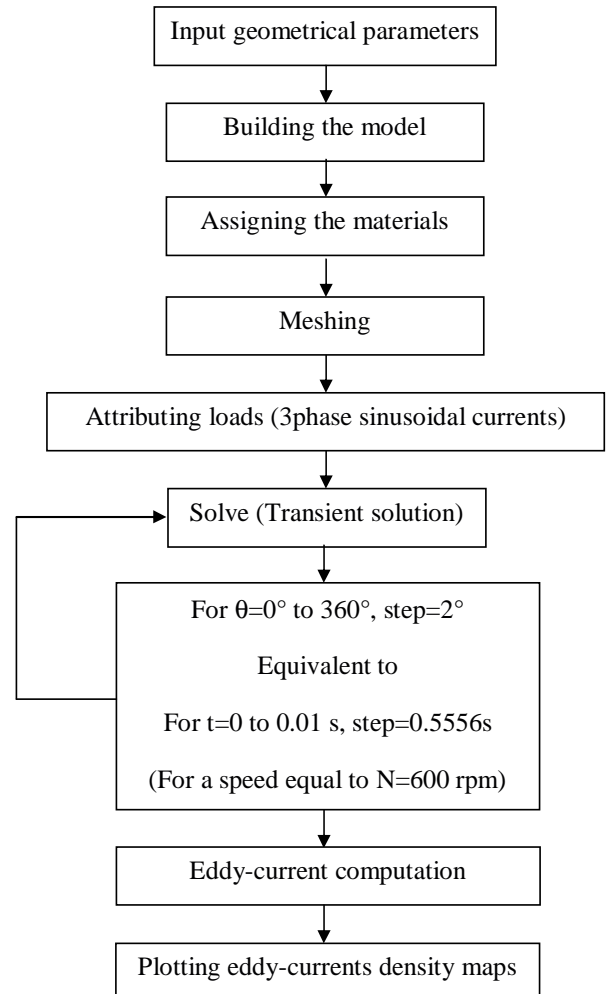 Input geometrical parameters
Building the model
Assigning the materials
Meshing
Attributing loads (3phase sinusoidal currents)
Solve (Transient solution)
For θ=0° to 360°, step=2°
Equivalent to
For t=0 to 0.01 s, step=0.5556s
(For a speed equal to N=600 rpm)
Eddy-current computation
Plotting eddy-currents density maps